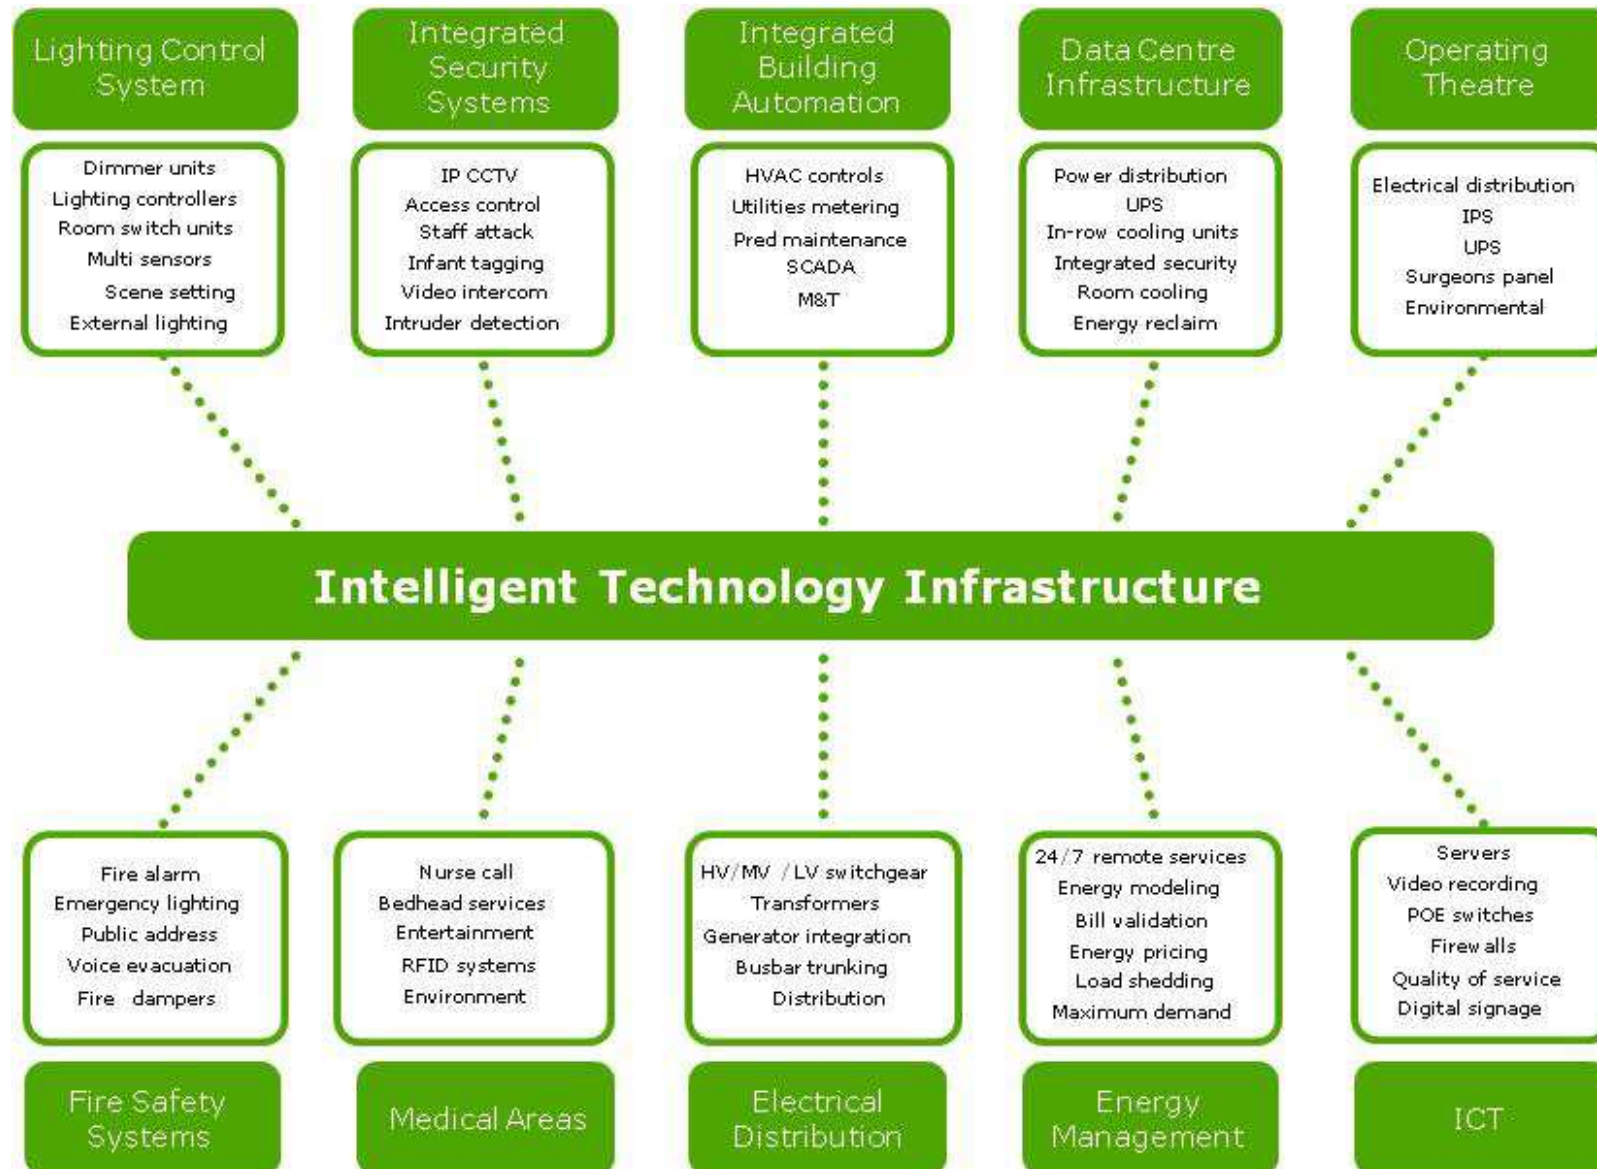 Lighting Control
System
Integrated
Security
Systems
Integrated
Building
Automation
Data Centre
Infrastructure
Operating
Theatre
Dimmer units
Lighting controllers
Room switch units
Multi sensors
Scene setting
External lighting
IP CCTV
Access control
Staff attack
Infant tagging
Video intercom
Intruder detection
HVAC controls
Utilities metering
Pred maintenance
SCADA
M&T
Power distribution
UPS
In-row cooling units
Integrated security
Room cooling
Energy reclaim
Electrical distribution
IPS
UPS
Surgeons panel
Environmental
Intelligent Technology Infrastructure
Fire alarm
Emergency lighting
Public address
Voice evacuation
Fire dampers
Nurse call
Bedhead services
Entertainment
RFID systems
Environment
HV/MV /LV switchgear
Transformers
Generator integration
Busbar trunking
Distribution
24/7 remote services
Energy modeling
Bill validation
Energy pricing
Load shedding
Maximum demand
Servers
Video recording
POE switches
Firewalls
Quality of service
Digital signage
Fire Safety
Systems
Medical Areas
Electrical
Distribution
Energy
Management
ICT